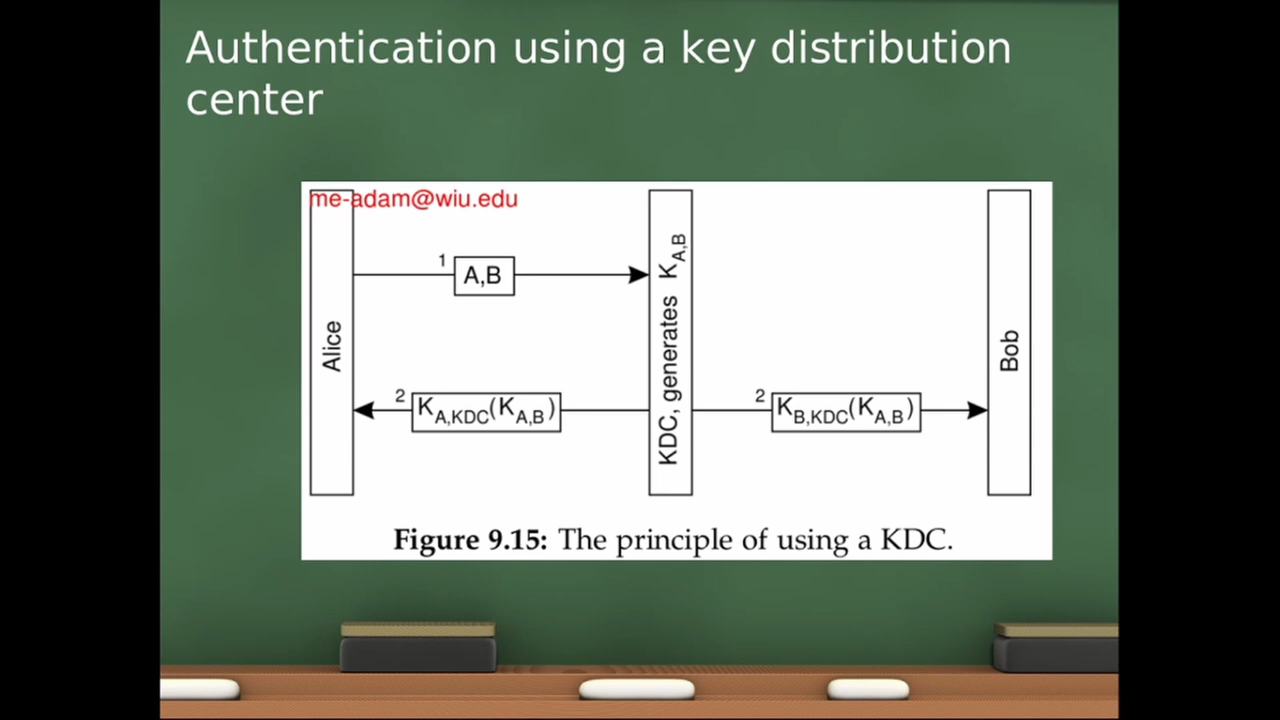 Authentication using a key distribution
center
me-adam@wiu.edu
1
A,B
Alice
KDC, generates K_A,B
Bob
2
K_A,KDC(K_A,B)
2
K_B,KDC(K_A,B)
Figure 9.15: The principle of using a KDC.